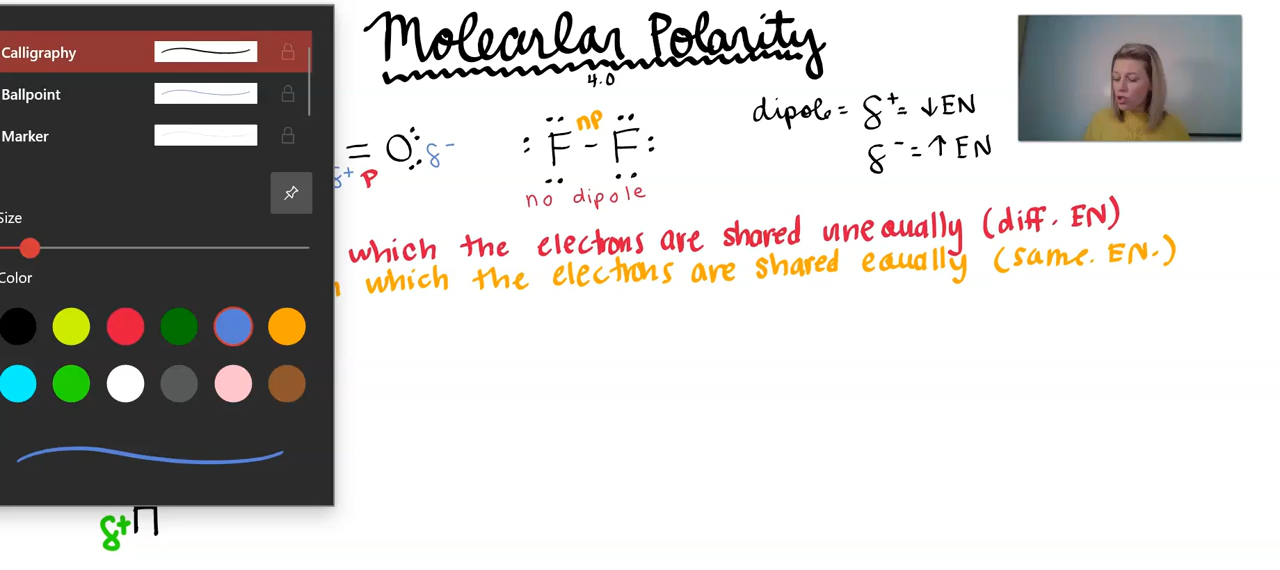 Calligraphy
Ballpoint
Marker
Size
Color
Molecular Polarity
4.0
= O: δ-
δ+ p
:F - F:
np
no dipole
dipole = δ+ = ↓ EN
δ- = ↑ EN
which the electrons are shared unequally (diff. EN)
which the electrons are shared equally (same. EN.)
δ+